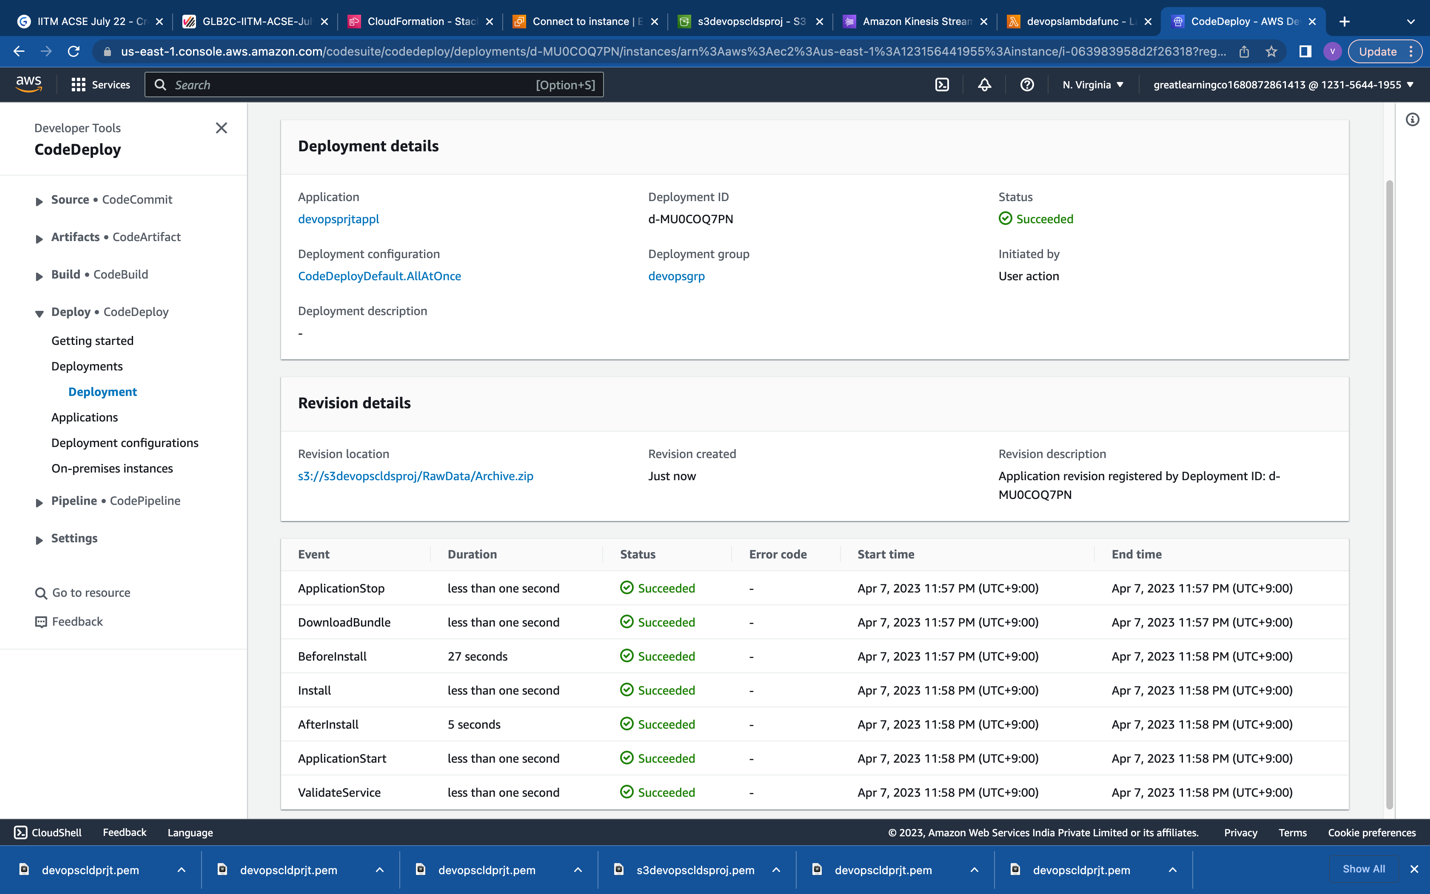 IITM ACSE July 22 - Cr
GLB2C-IITM-ACSE-Jul
CloudFormation - Stac
Connect to instance | E
s3devopscldsproj - S3
Amazon Kinesis Stream
devopslambdafunc - L
CodeDeploy - AWS De
us-east-1.console.aws.amazon.com/codesuite/codedeploy/deployments/d-MU0COQ7PN/instances/arn%3Aaws%3Aec2%3Aus-east-1%3A123156441955%3Ainstance/i-063983958d2f26318?reg...
V
Update
aws
Services
Search
[Option+S]
N. Virginia
greatlearningco1680872861413 @ 1231-5644-1955
Developer Tools
CodeDeploy
Source • CodeCommit
Artifacts • CodeArtifact
Build • CodeBuild
Deploy • CodeDeploy
Getting started
Deployments
Deployment
Applications
Deployment configurations
On-premises instances
Pipeline • CodePipeline
Settings
Go to resource
Feedback
Deployment details
Application
devopsprjtappl
Deployment ID
d-MU0COQ7PN
Status
Succeeded
Deployment configuration
CodeDeployDefault.AllAtOnce
Deployment group
devopsgrp
Initiated by
User action
Deployment description
-
Revision details
Revision location
s3://s3devopscldsproj/RawData/Archive.zip
Revision created
Just now
Revision description
Application revision registered by Deployment ID: d-
MU0COQ7PN
Event Duration Status Error code Start time End time
ApplicationStop less than one second Succeeded - Apr 7, 2023 11:57 PM (UTC+9:00) Apr 7, 2023 11:57 PM (UTC+9:00)
DownloadBundle less than one second Succeeded - Apr 7, 2023 11:57 PM (UTC+9:00) Apr 7, 2023 11:57 PM (UTC+9:00)
BeforeInstall 27 seconds Succeeded - Apr 7, 2023 11:57 PM (UTC+9:00) Apr 7, 2023 11:58 PM (UTC+9:00)
Install less than one second Succeeded - Apr 7, 2023 11:58 PM (UTC+9:00) Apr 7, 2023 11:58 PM (UTC+9:00)
AfterInstall 5 seconds Succeeded - Apr 7, 2023 11:58 PM (UTC+9:00) Apr 7, 2023 11:58 PM (UTC+9:00)
ApplicationStart less than one second Succeeded - Apr 7, 2023 11:58 PM (UTC+9:00) Apr 7, 2023 11:58 PM (UTC+9:00)
ValidateService less than one second Succeeded - Apr 7, 2023 11:58 PM (UTC+9:00) Apr 7, 2023 11:58 PM (UTC+9:00)
CloudShell Feedback Language
© 2023, Amazon Web Services India Private Limited or its affiliates. Privacy Terms Cookie preferences
devopscldprjt.pem
devopscldprjt.pem
devopscldprjt.pem
s3devopscldsproj.pem
devopscldprjt.pem
devopscldprjt.pem
Show All